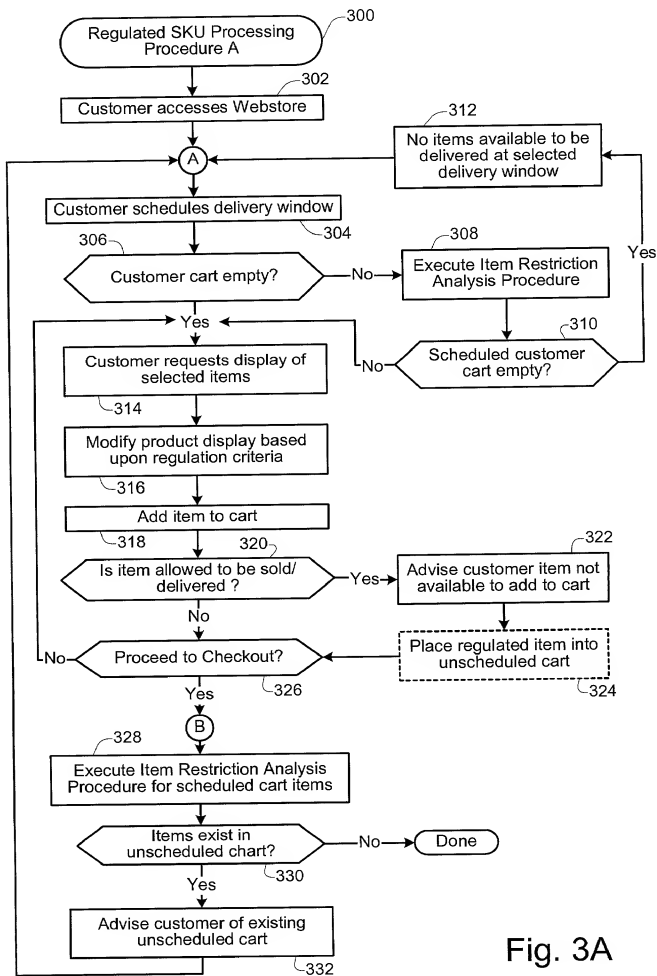 Regulated SKU Processing
Procedure A
300
302
Customer accesses Webstore
312
No items available to be
delivered at selected
delivery window
A
Customer schedules delivery window
304
306
Customer cart empty?
No
308
Execute Item Restriction
Analysis Procedure
Yes
310
Scheduled customer
cart empty?
No
Yes
Customer requests display of
selected items
314
Modify product display based
upon regulation criteria
316
Add item to cart
318
320
Is item allowed to be sold/
delivered ?
Yes
322
Advise customer item not
available to add to cart
No
Place regulated item into
unscheduled cart
324
No
Proceed to Checkout?
326
Yes
B
328
Execute Item Restriction Analysis
Procedure for scheduled cart items
Items exist in
unscheduled chart?
330
No
Done
Yes
Advise customer of existing
unscheduled cart
332
Fig. 3A